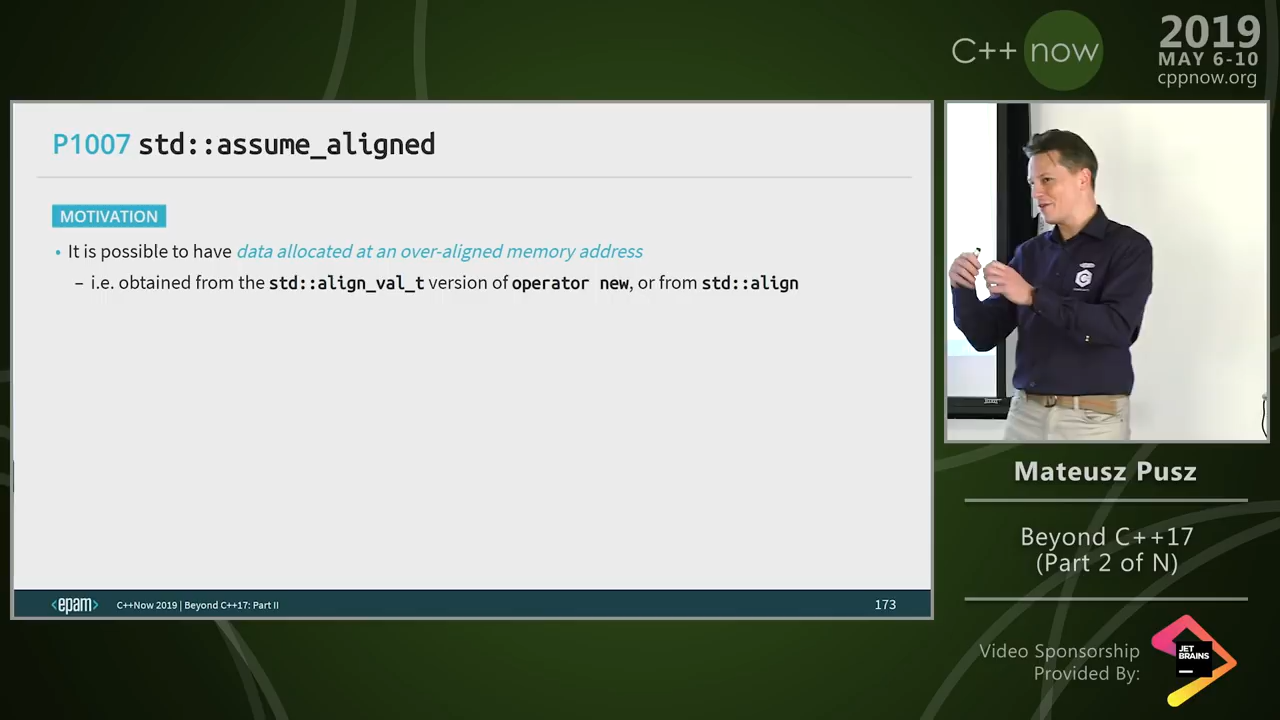 C++ now
2019
MAY 6-10
cppnow.org
P1007 std::assume_aligned
MOTIVATION
• It is possible to have data allocated at an over-aligned memory address
– i.e. obtained from the std::align_val_t version of operator new, or from std::align
<epam>
C++Now 2019 | Beyond C++17: Part II
173
Mateusz Pusz
Beyond C++17
(Part 2 of N)
Video Sponsorship
Provided By:
JET
BRAINS